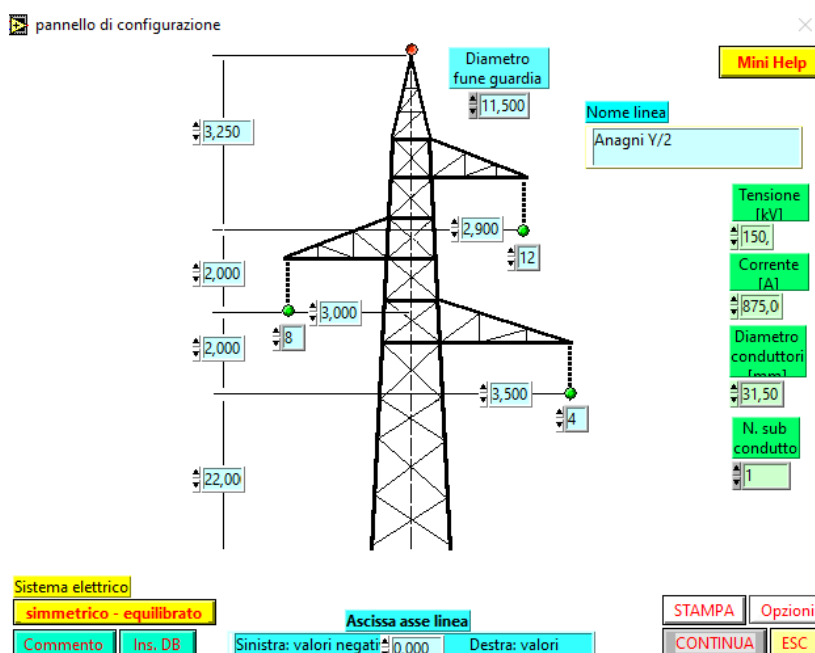 pannello di configurazione
Diametro
fune guardia
11,500
Mini Help
3,250
Nome linea
Anagni Y/2
Tensione
[kV]
150,
2,900
12
Corrente
[A]
875,0
2,000
3,000
8
Diametro
conduttori
[mm]
31,50
2,000
3,500
4
N. sub
condutto
1
22,00
Sistema elettrico
simmetrico - equilibrato
Commento
Ins. DB
Ascissa asse linea
Sinistra: valori negati
0,000
Destra: valori
STAMPA
Opzioni
CONTINUA
ESC